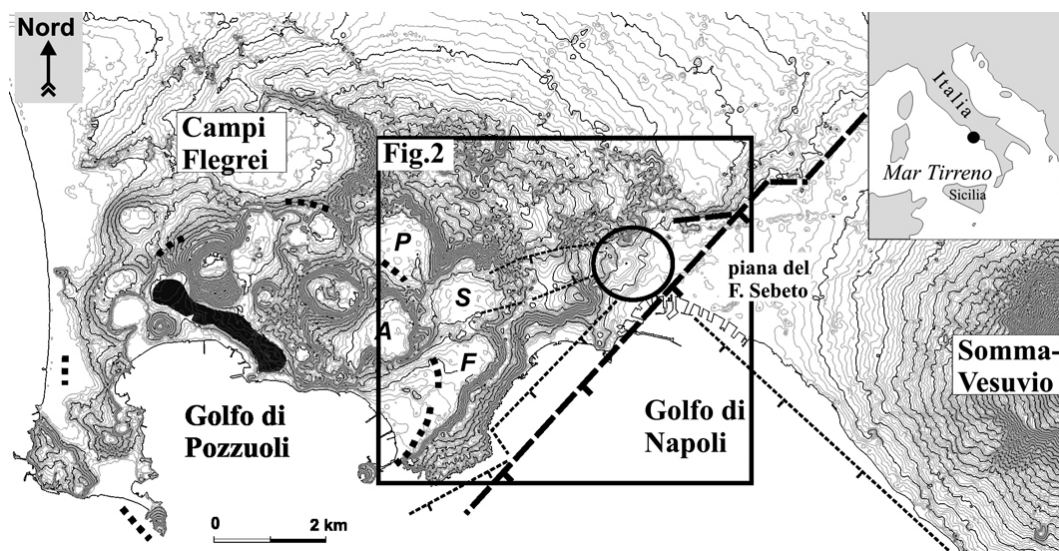 Nord
Campi
Flegrei
Fig.2
P
S
A
F
Golfo di
Pozzuoli
Golfo di
Napoli
piana del
F. Sebeto
Somma-
Vesuvio
Italia
Mar Tirreno
Sicilia
0 2 km